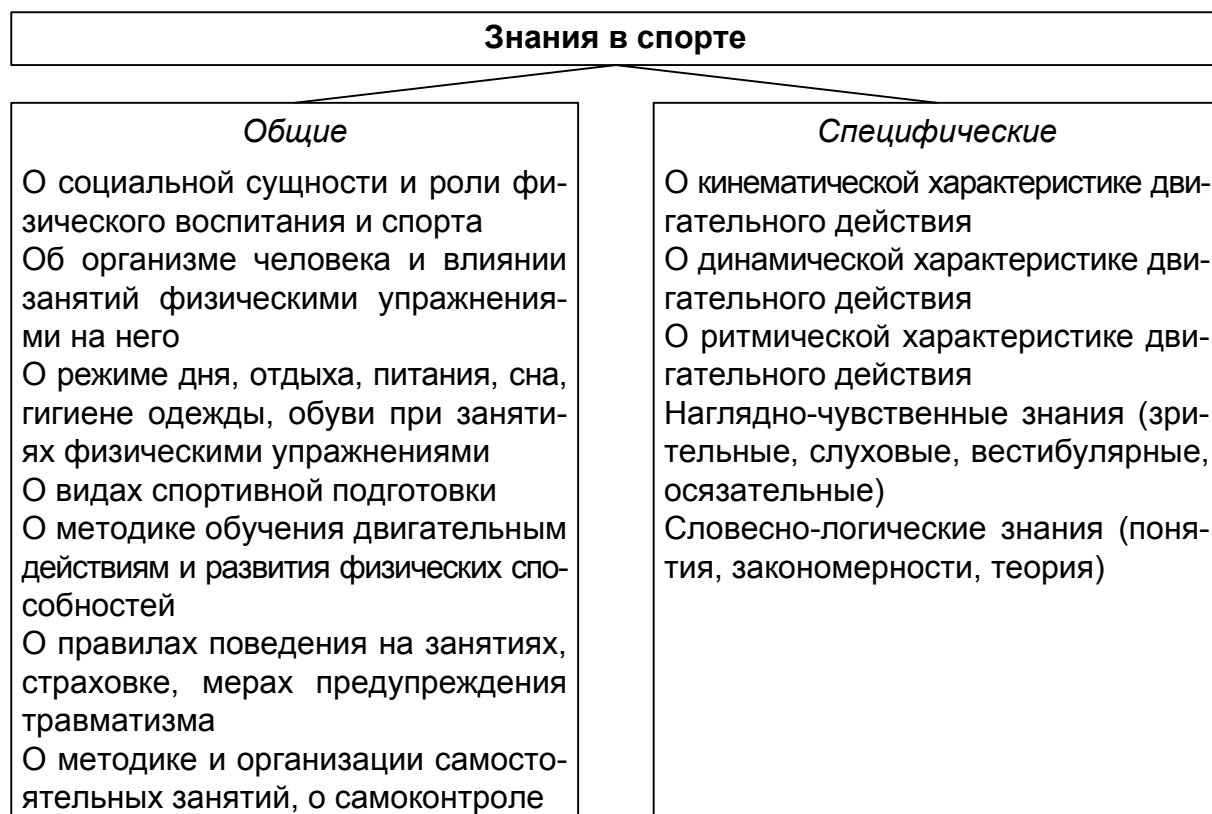 Знания в спорте
Общие
О социальной сущности и роли фи-
зического воспитания и спорта
Об организме человека и влиянии
занятий физическими упражнения-
ми на него
О режиме дня, отдыха, питания, сна,
гигиене одежды, обуви при заняти-
ях физическими упражнениями
О видах спортивной подготовки
О методике обучения двигательным
действиям и развития физических спо-
собностей
О правилах поведения на занятиях,
страховке, мерах предупреждения
травматизма
О методике и организации самосто-
ятельных занятий, о самоконтроле
Специфические
О кинематической характеристике дви-
гательного действия
О динамической характеристике дви-
гательного действия
О ритмической характеристике дви-
гательного действия
Наглядно-чувственные знания (зри-
тельные, слуховые, вестибулярные,
осязательные)
Словесно-логические знания (поня-
тия, закономерности, теория)